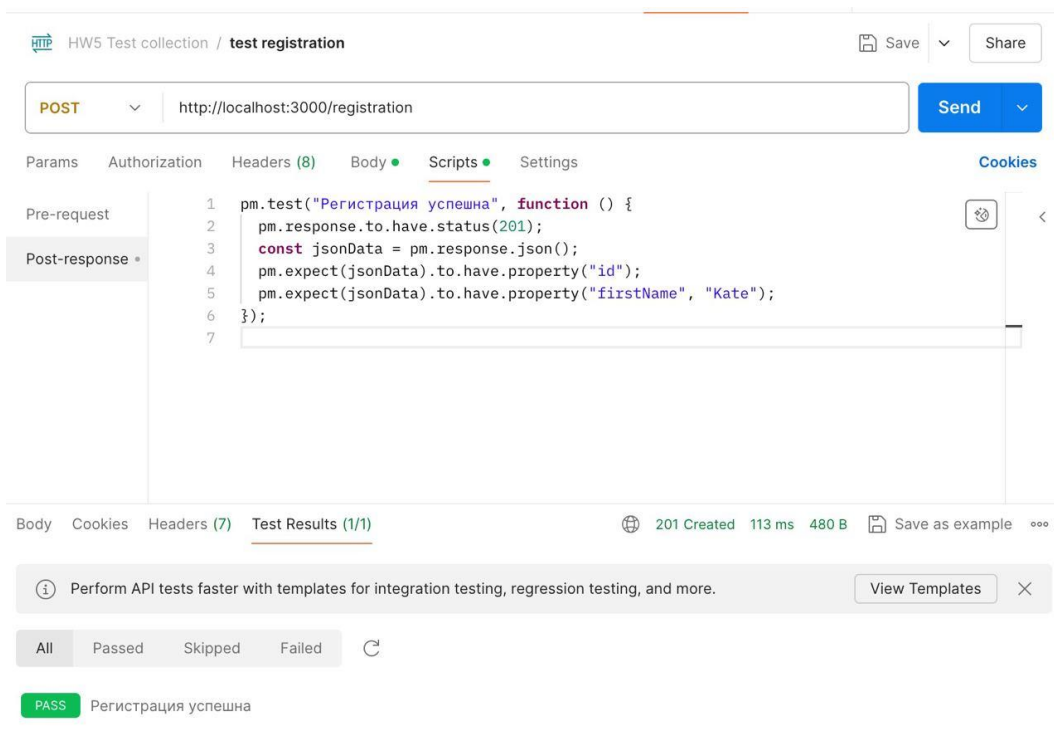 HTTP HW5 Test collection / test registration Save Share
POST http://localhost:3000/registration Send
Params Authorization Headers (8) Body Scripts Settings Cookies
Pre-request
Post-response
1 pm.test("Регистрация успешна", function () {
2 pm.response.to.have.status(201);
3 const jsonData = pm.response.json();
4 pm.expect(jsonData).to.have.property("id");
5 pm.expect(jsonData).to.have.property("firstName", "Kate");
6 });
7
Body Cookies Headers (7) Test Results (1/1) 201 Created 113 ms 480 B Save as example
Perform API tests faster with templates for integration testing, regression testing, and more. View Templates
All Passed Skipped Failed
PASS Регистрация успешна